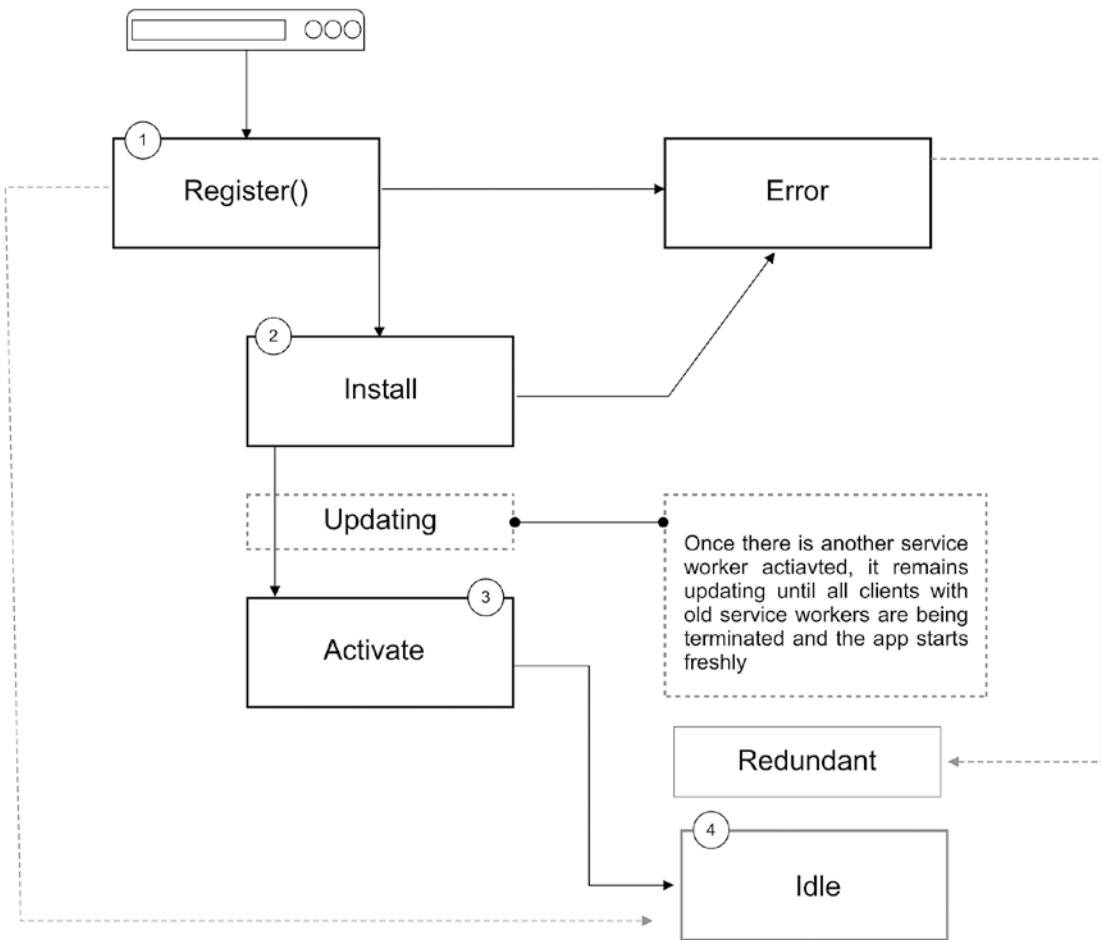 1
Register()
Error
2
Install
Updating
Once there is another service
worker actiavted, it remains
updating until all clients with
old service workers are being
terminated and the app starts
freshly
3
Activate
Redundant
4
Idle